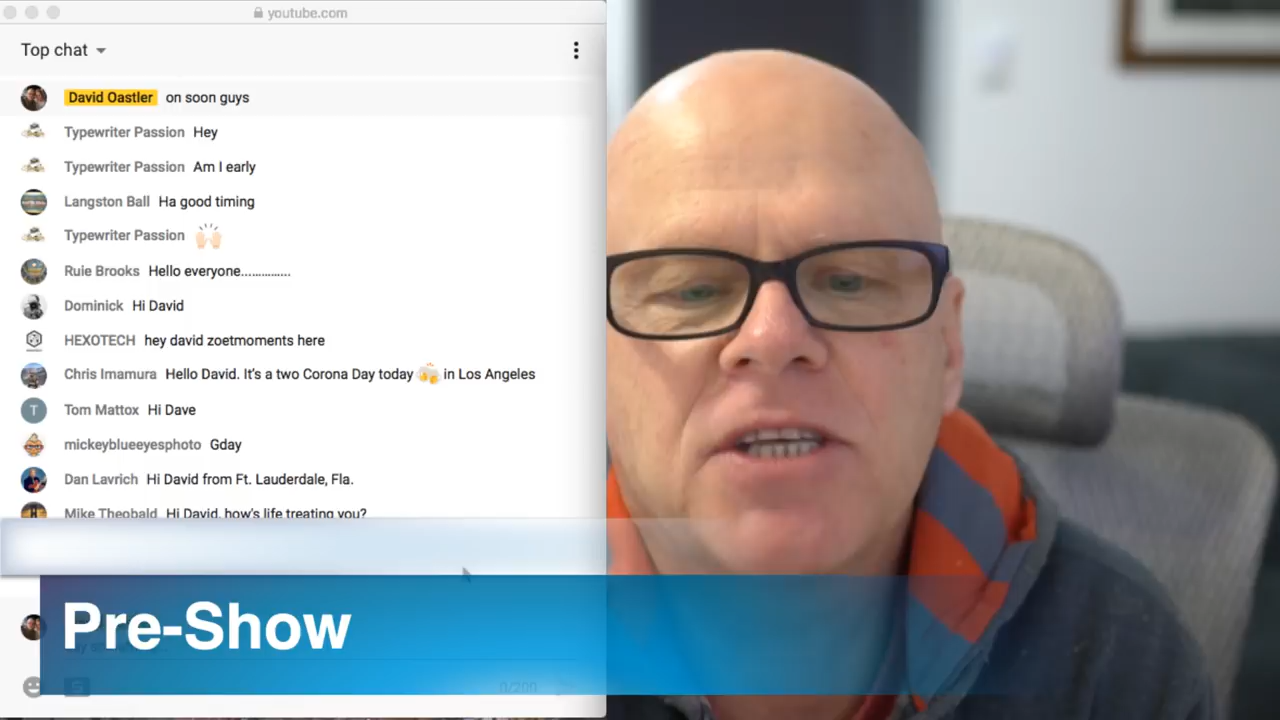 youtube.com
Top chat
David Oastler on soon guys
Typewriter Passion Hey
Typewriter Passion Am I early
Langston Ball Ha good timing
Typewriter Passion
Ruie Brooks Hello everyone..............
Dominick Hi David
HEXOTECH hey david zoetmoments here
Chris Imamura Hello David. It's a two Corona Day today in Los Angeles
T Tom Mattox Hi Dave
mickeyblueeyesphoto Gday
Dan Lavrich Hi David from Ft. Lauderdale, Fla.
Mike Theobald Hi David, how's life treating you?
Pre-Show
0/200